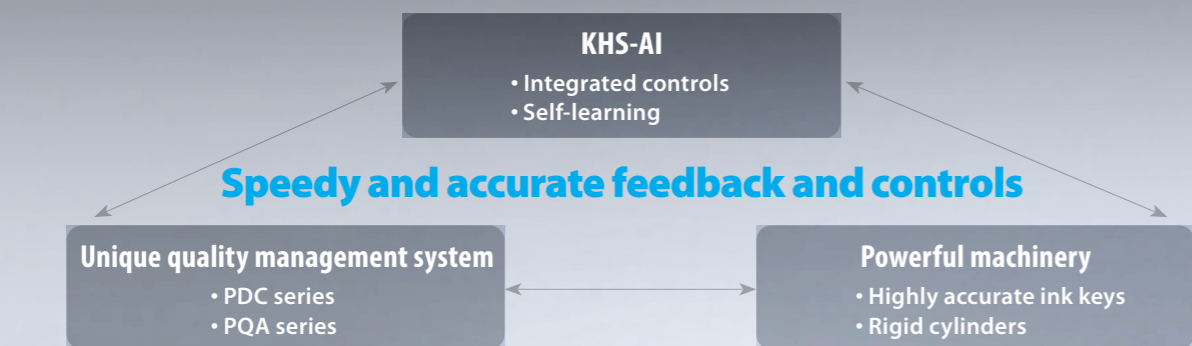 KHS-AI
• Integrated controls
• Self-learning
Speedy and accurate feedback and controls
Unique quality management system
• PDC series
• PQA series
Powerful machinery
• Highly accurate ink keys
• Rigid cylinders